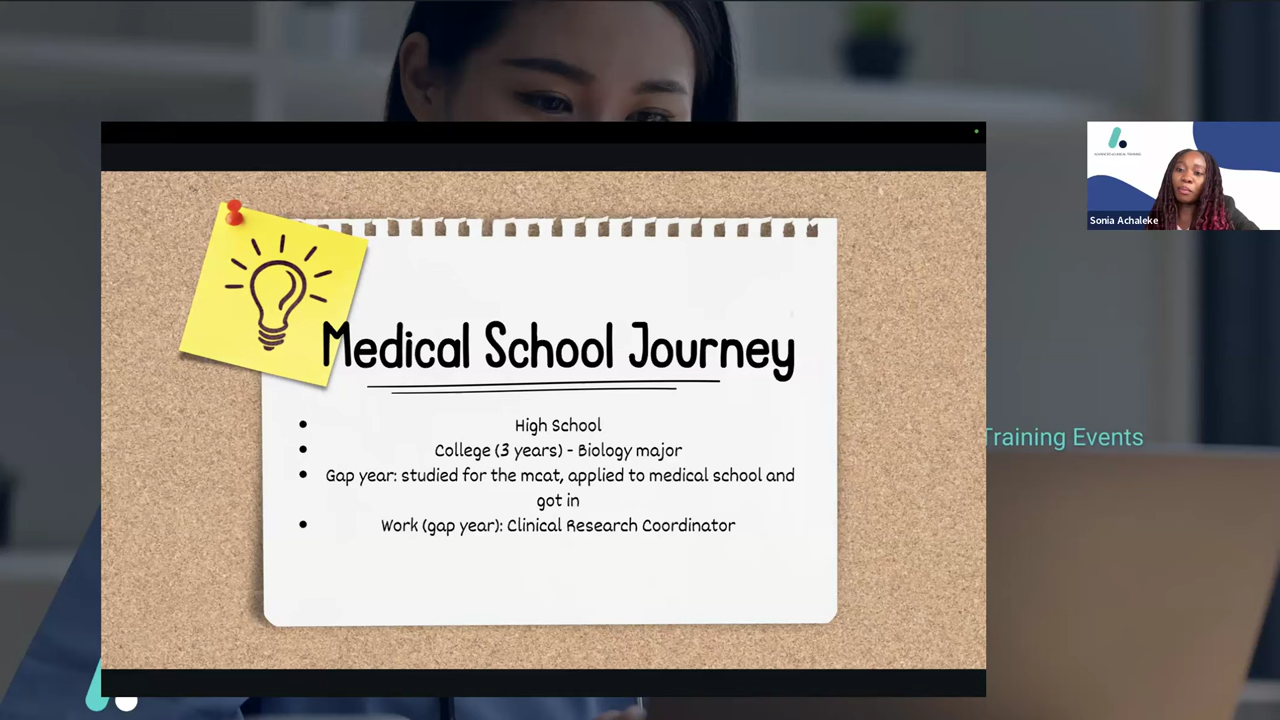 Medical School Journey
High School
College (3 years) - Biology major
Gap year: studied for the mcat, applied to medical school and
got in
Work (gap year): Clinical Research Coordinator
Sonia Achaleke
Training Events